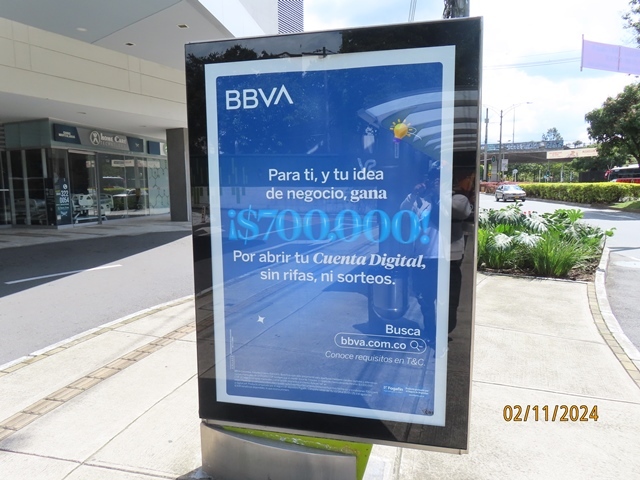 BBVA
Para ti, y tu idea
de negocio, gana
¡$700.000!
Por abrir tu Cuenta Digital,
sin rifas, ni sorteos.
Busca
bbva.com.co
Conoce requisitos en T&C
02/11/2024